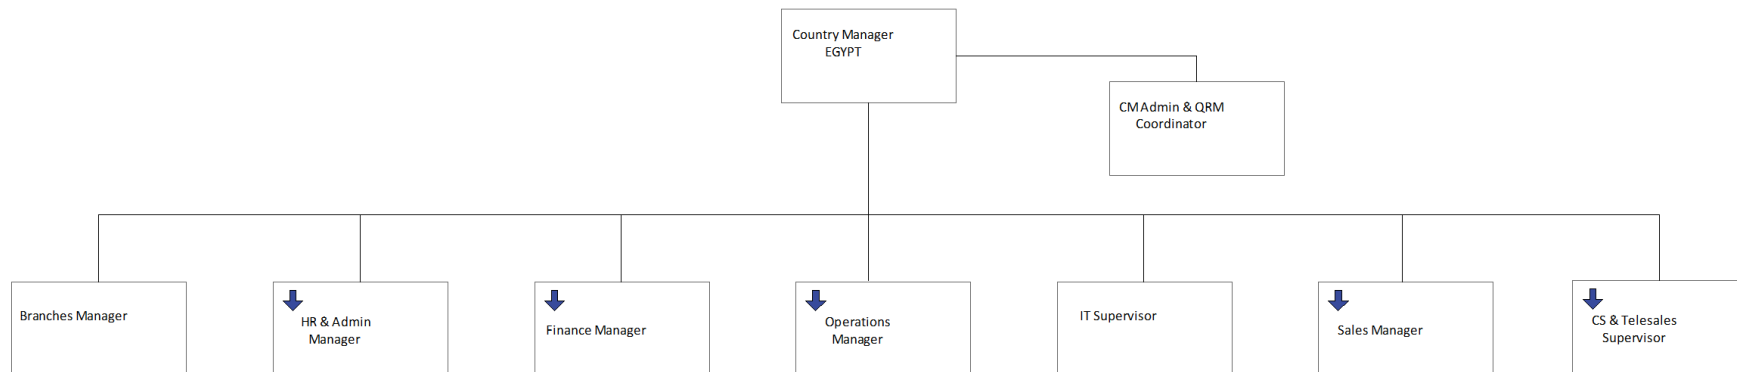 Country Manager
EGYPT
CM Admin & QRM
Coordinator
Branches Manager
HR & Admin
Manager
Finance Manager
Operations
Manager
IT Supervisor
Sales Manager
CS & Telesales
Supervisor